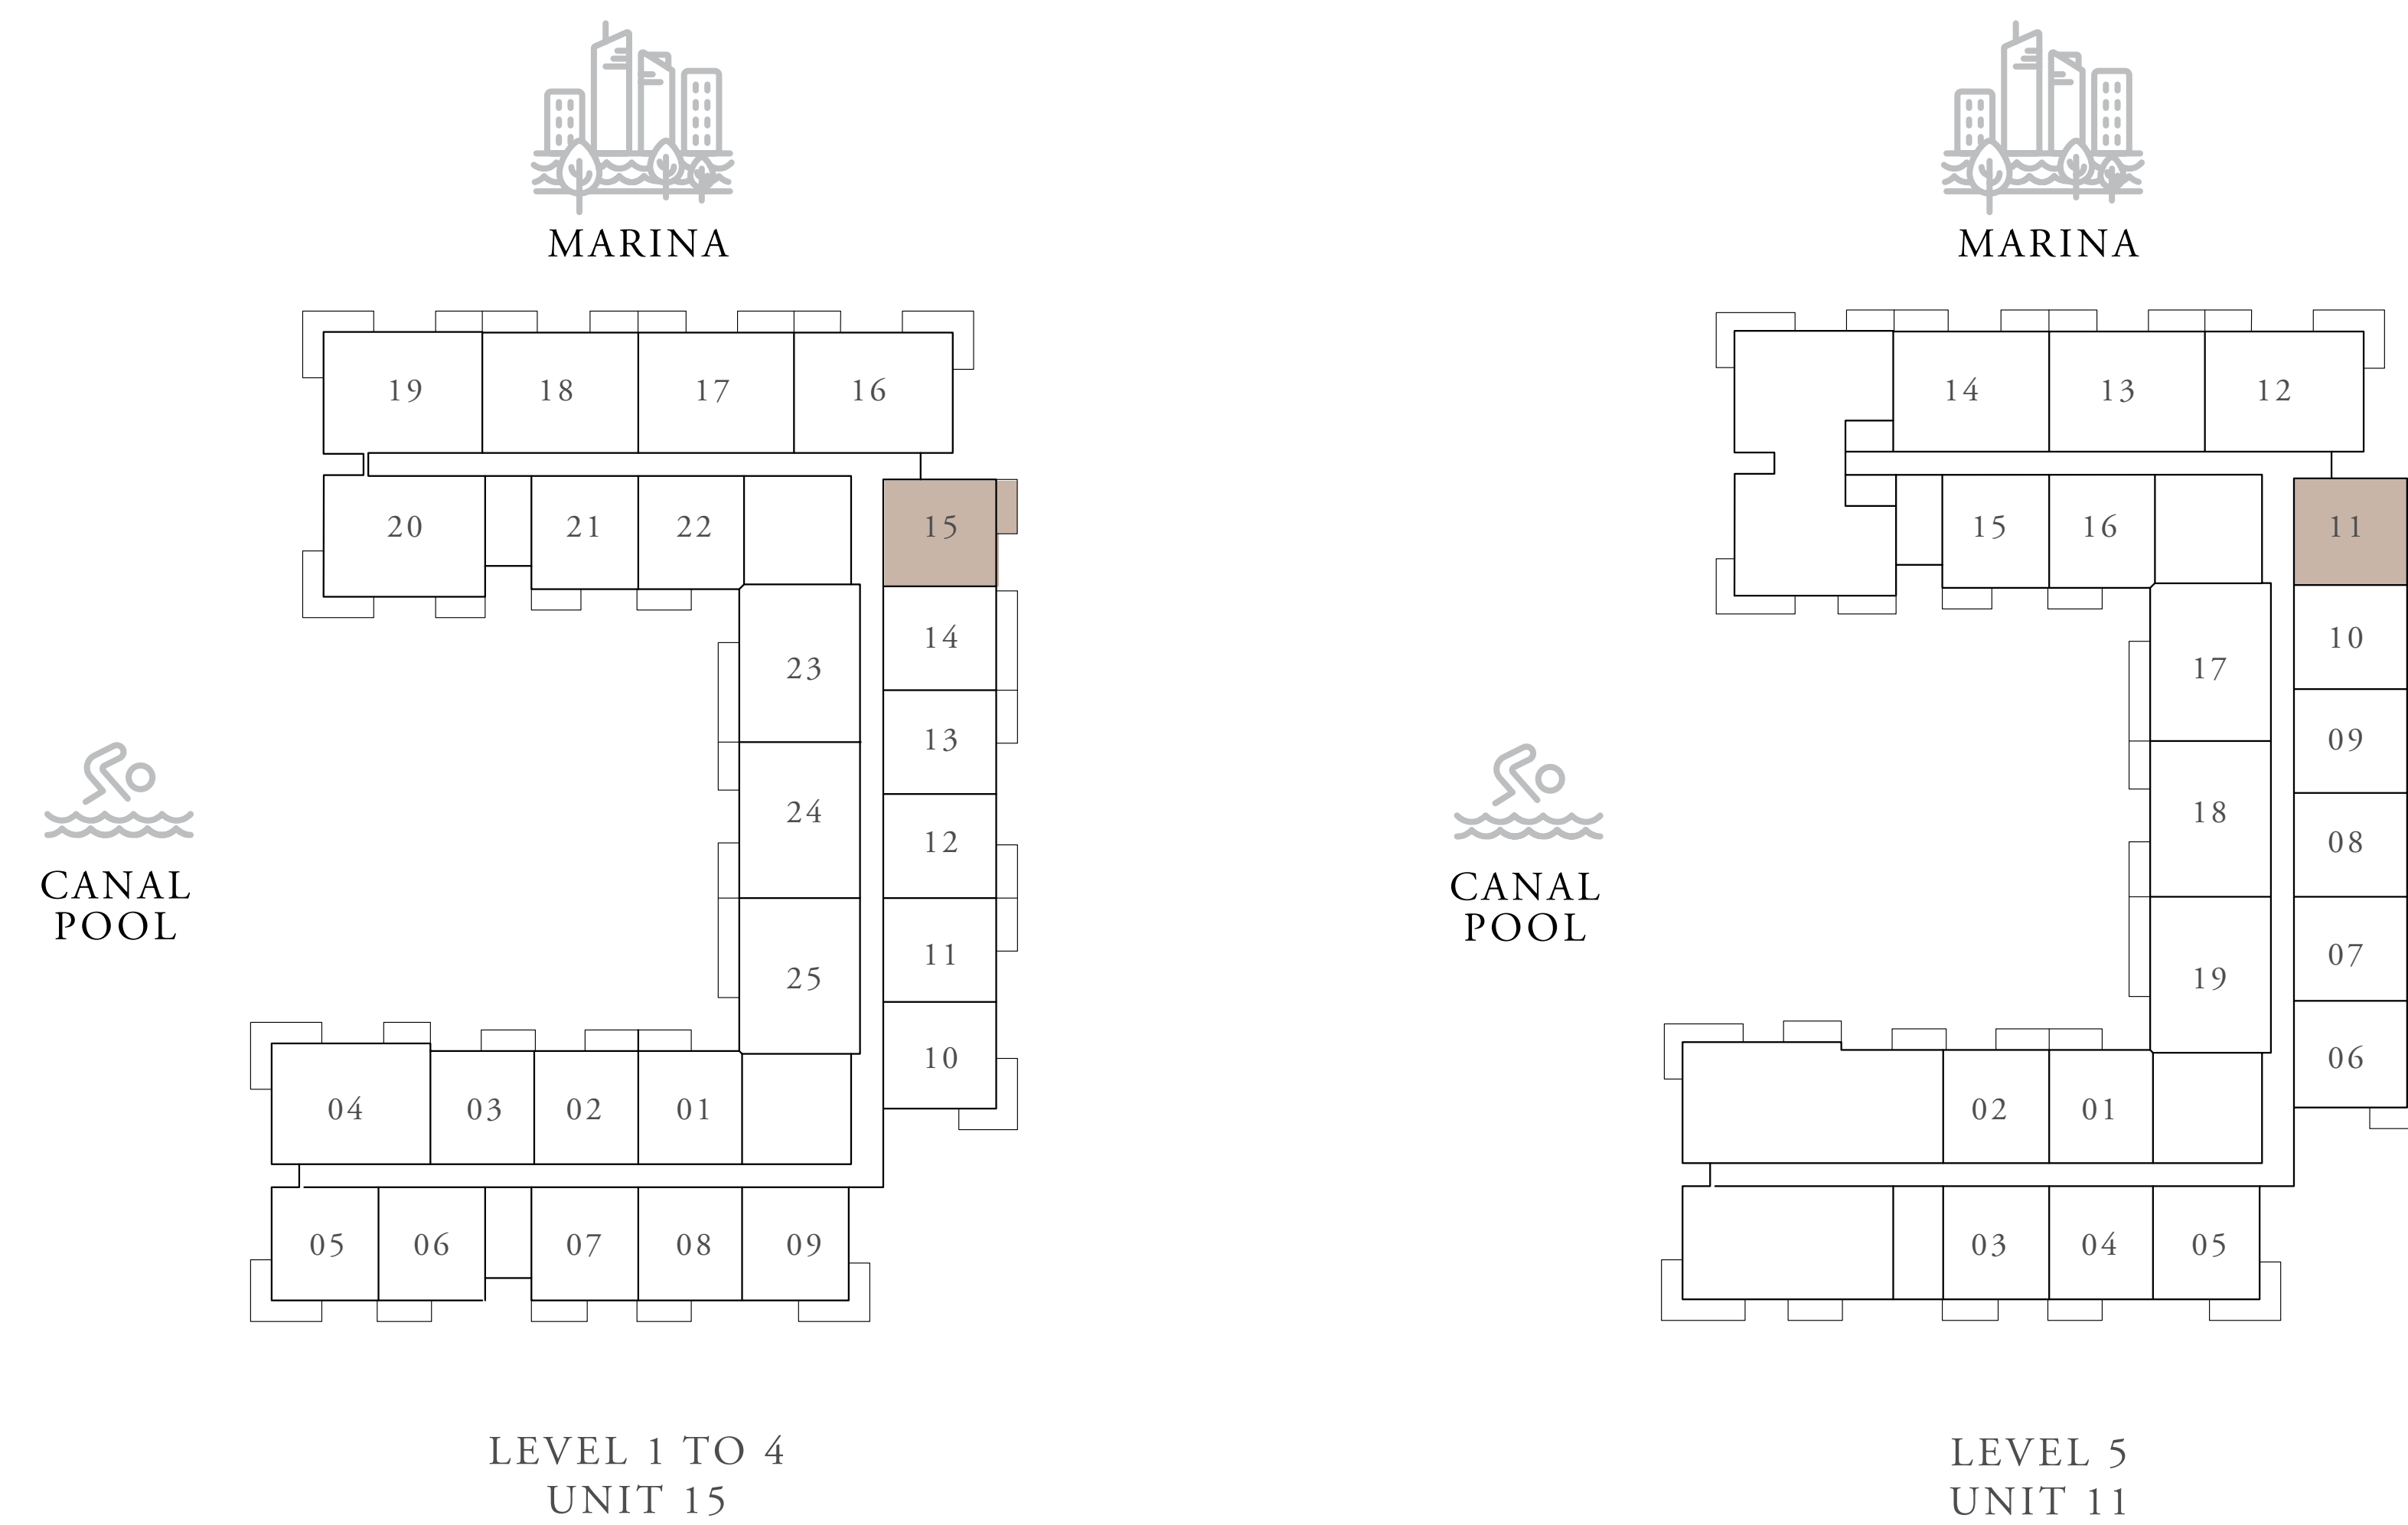 MARINA
19 18 17 16
20 21 22 15
14
23
13
24 12
11
25
10
04 03 02 01
05 06 07 08 09
CANAL
POOL
LEVEL 1 TO 4
UNIT 15
MARINA
14 13 12
15 16 11
10
17
09
18 08
07
19
06
02 01
03 04 05
CANAL
POOL
LEVEL 5
UNIT 11